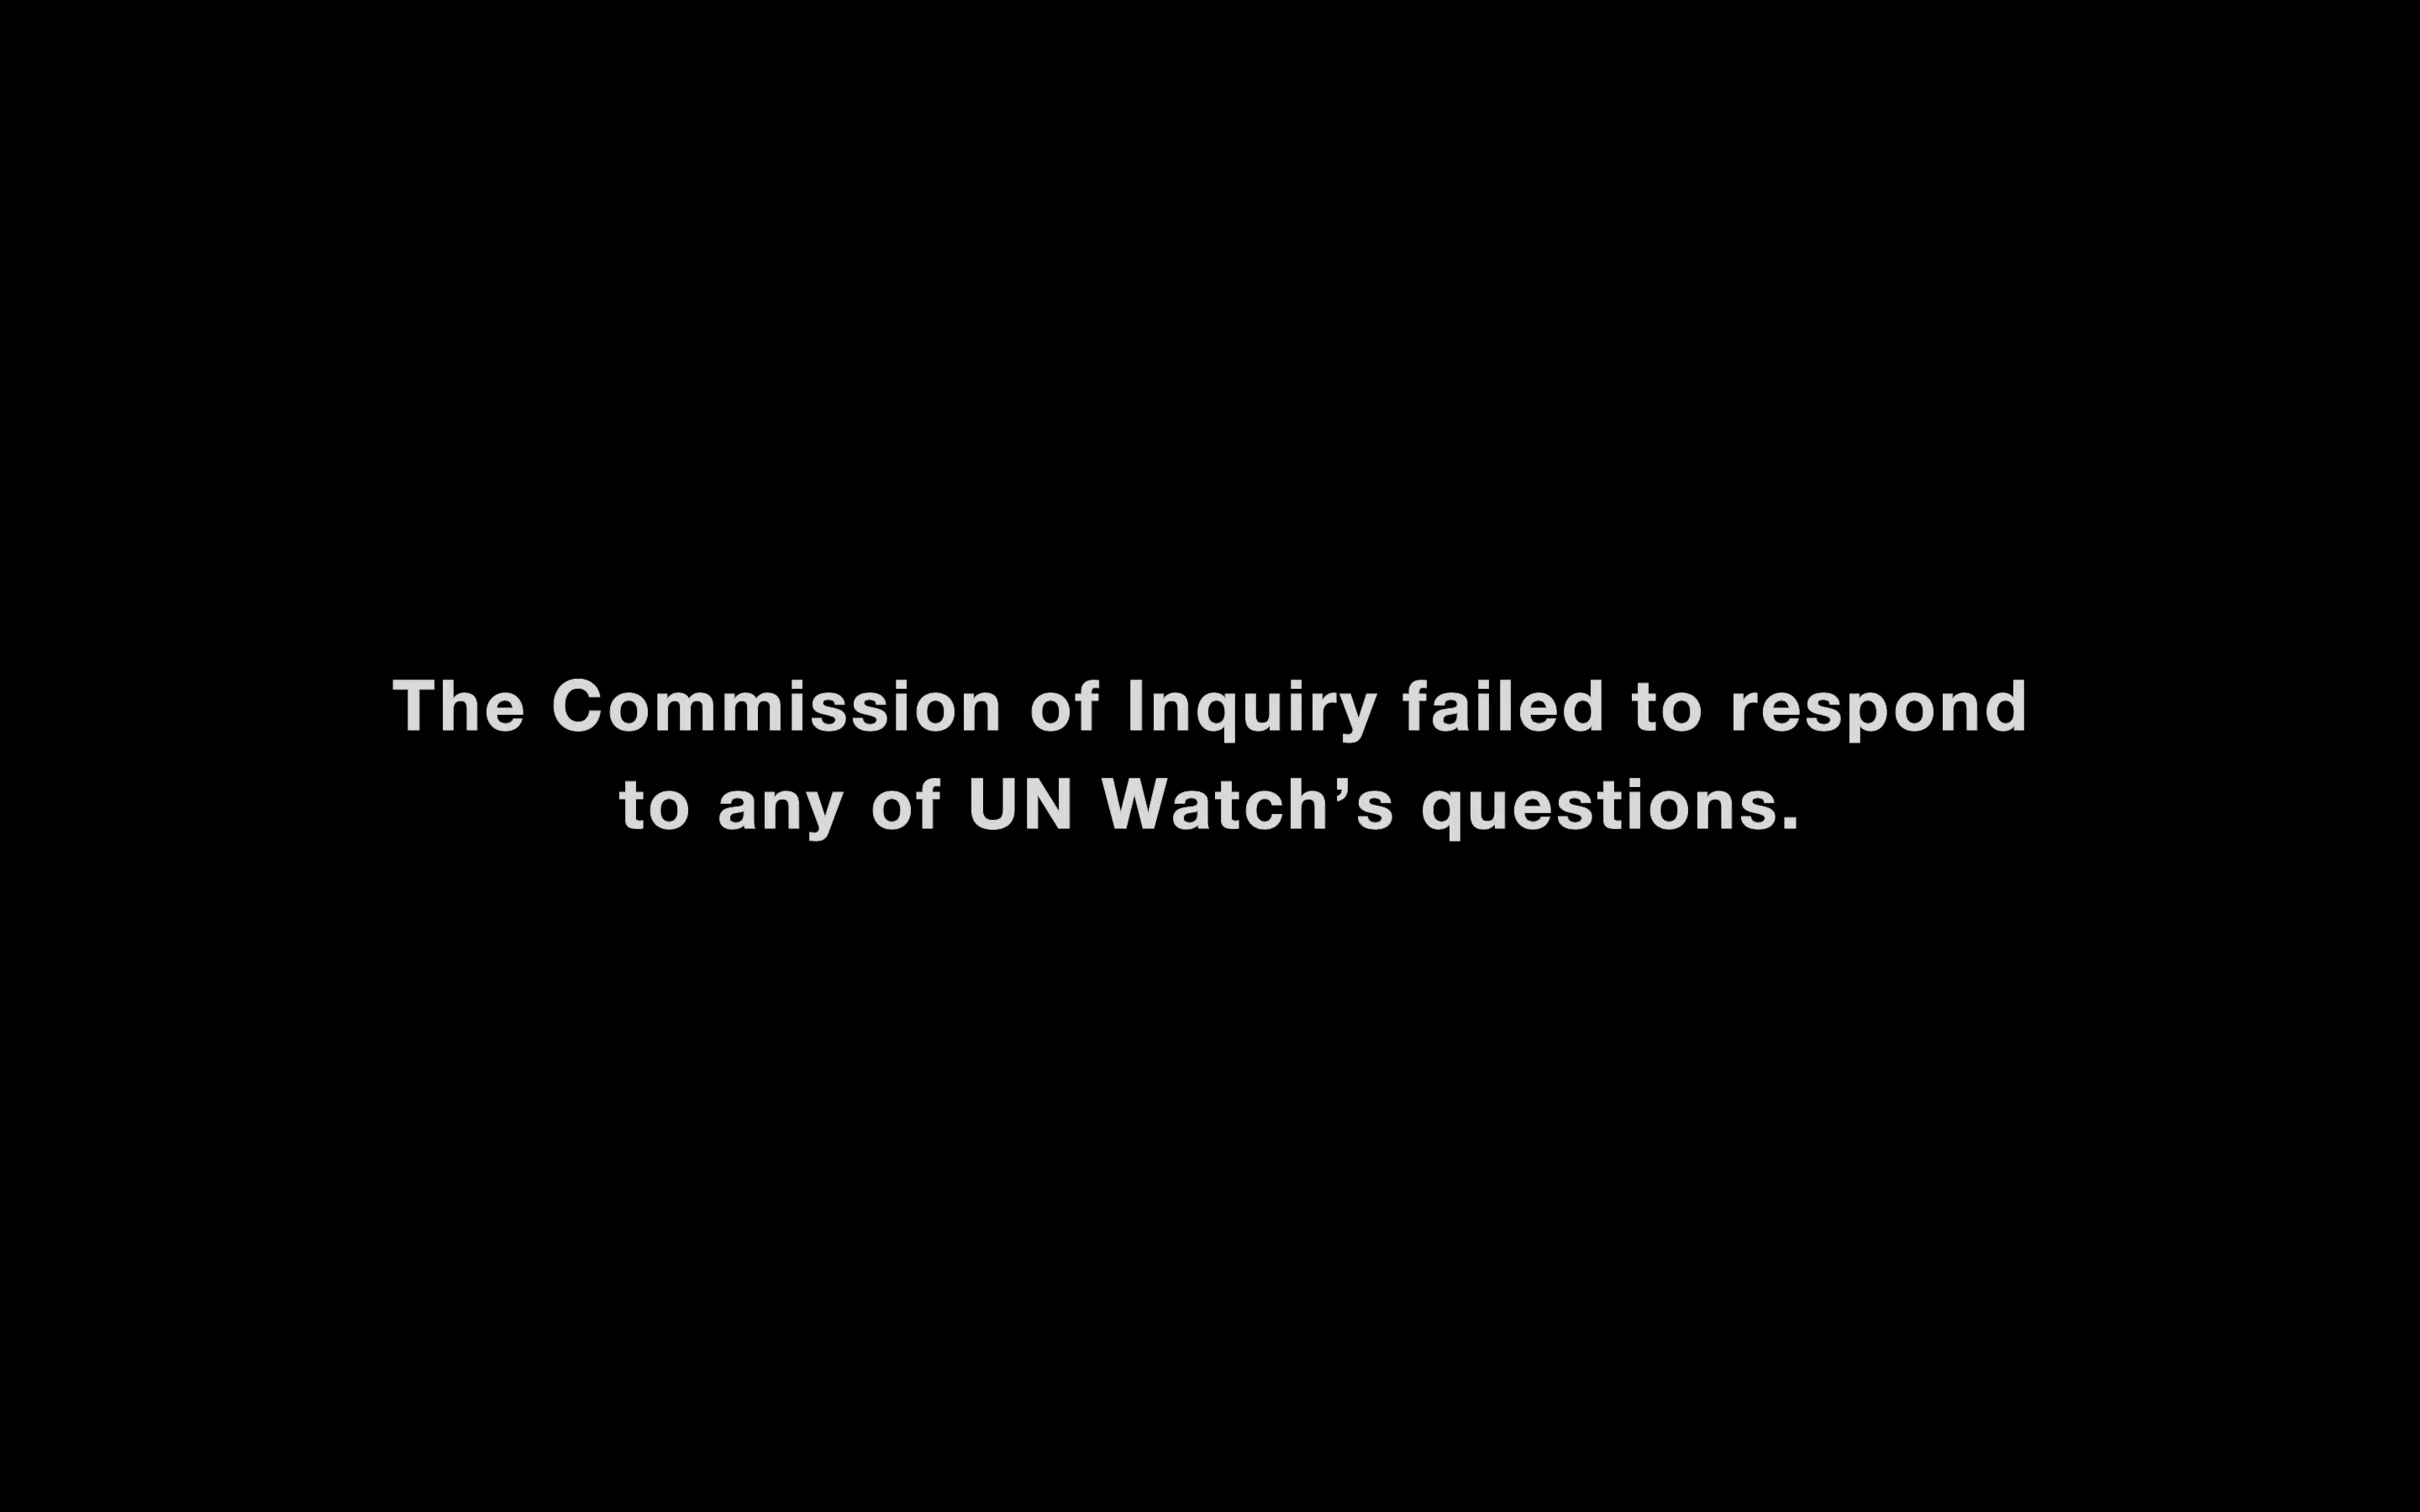 The Commission of Inquiry failed to respond
to any of UN Watch’s questions.